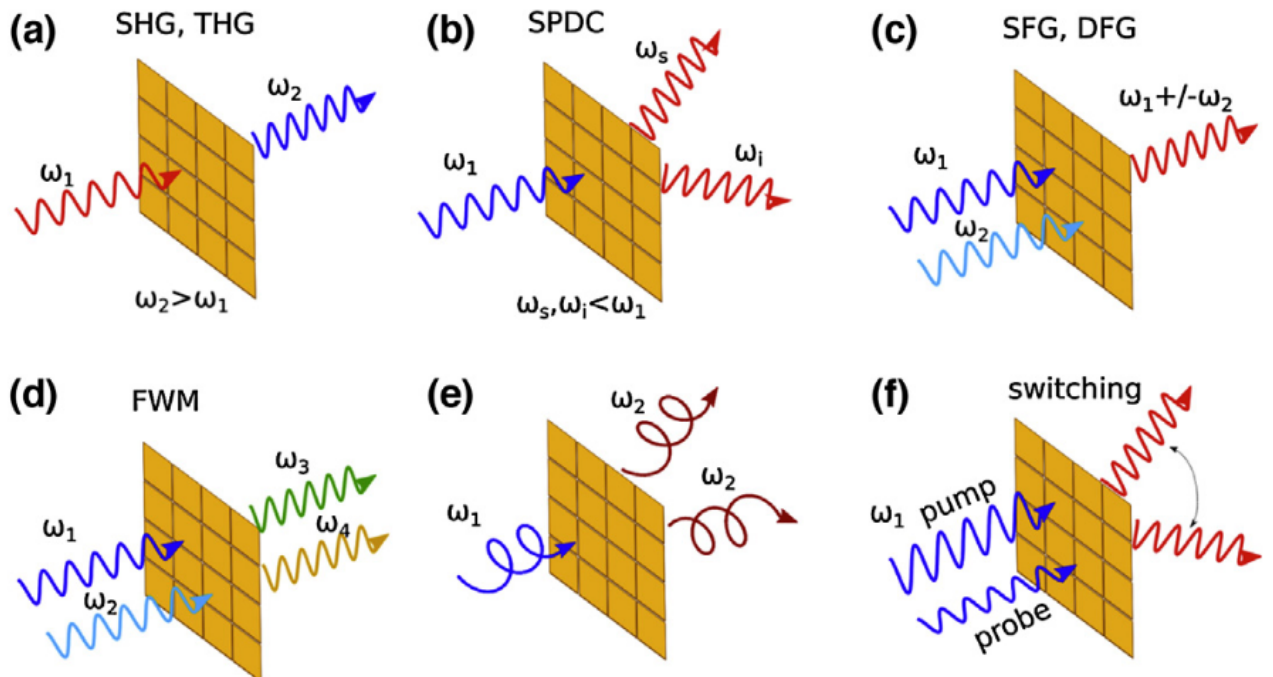 (a) SHG, THG
ω₂
ω₁
ω₂>ω₁
(b) SPDC
ωₛ
ω₁
ωᵢ
ωₛ,ωᵢ<ω₁
(c) SFG, DFG
ω₁+/-ω₂
ω₁
ω₂
(d) FWM
ω₃
ω₁
ω₄
ω₂
(e)
ω₂
ω₂
ω₁
(f) switching
pump
ω₁
probe